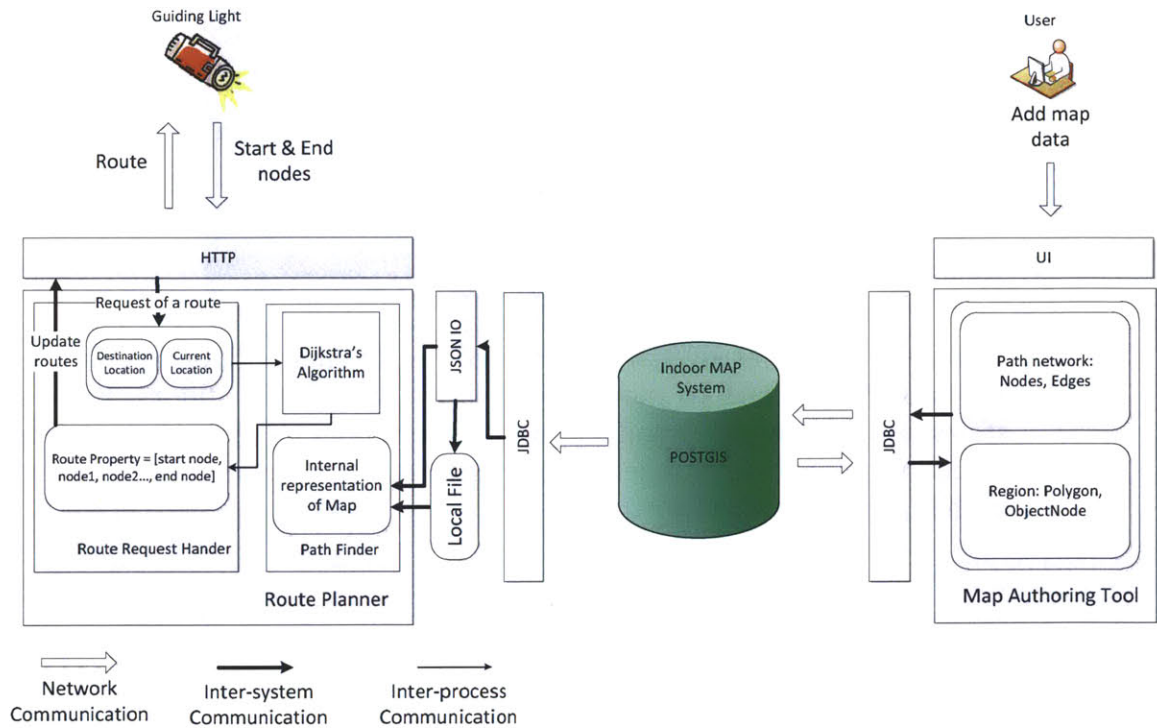 Guiding Light
User
Add map
data
Route
Start & End
nodes
HTTP
UI
Request of a route
Update
routes
Destination
Location
Current
Location
Dijkstra's
Algorithm
Route Property = [start node,
node1, node2..., end node]
Internal
representation
of Map
Route Request Hander
Path Finder
Route Planner
JSON IO
Local File
JDBC
Indoor MAP
System
POSTGIS
JDBC
Path network:
Nodes, Edges
Region: Polygon,
ObjectNode
Map Authoring Tool
Network
Communication
Inter-system
Communication
Inter-process
Communication